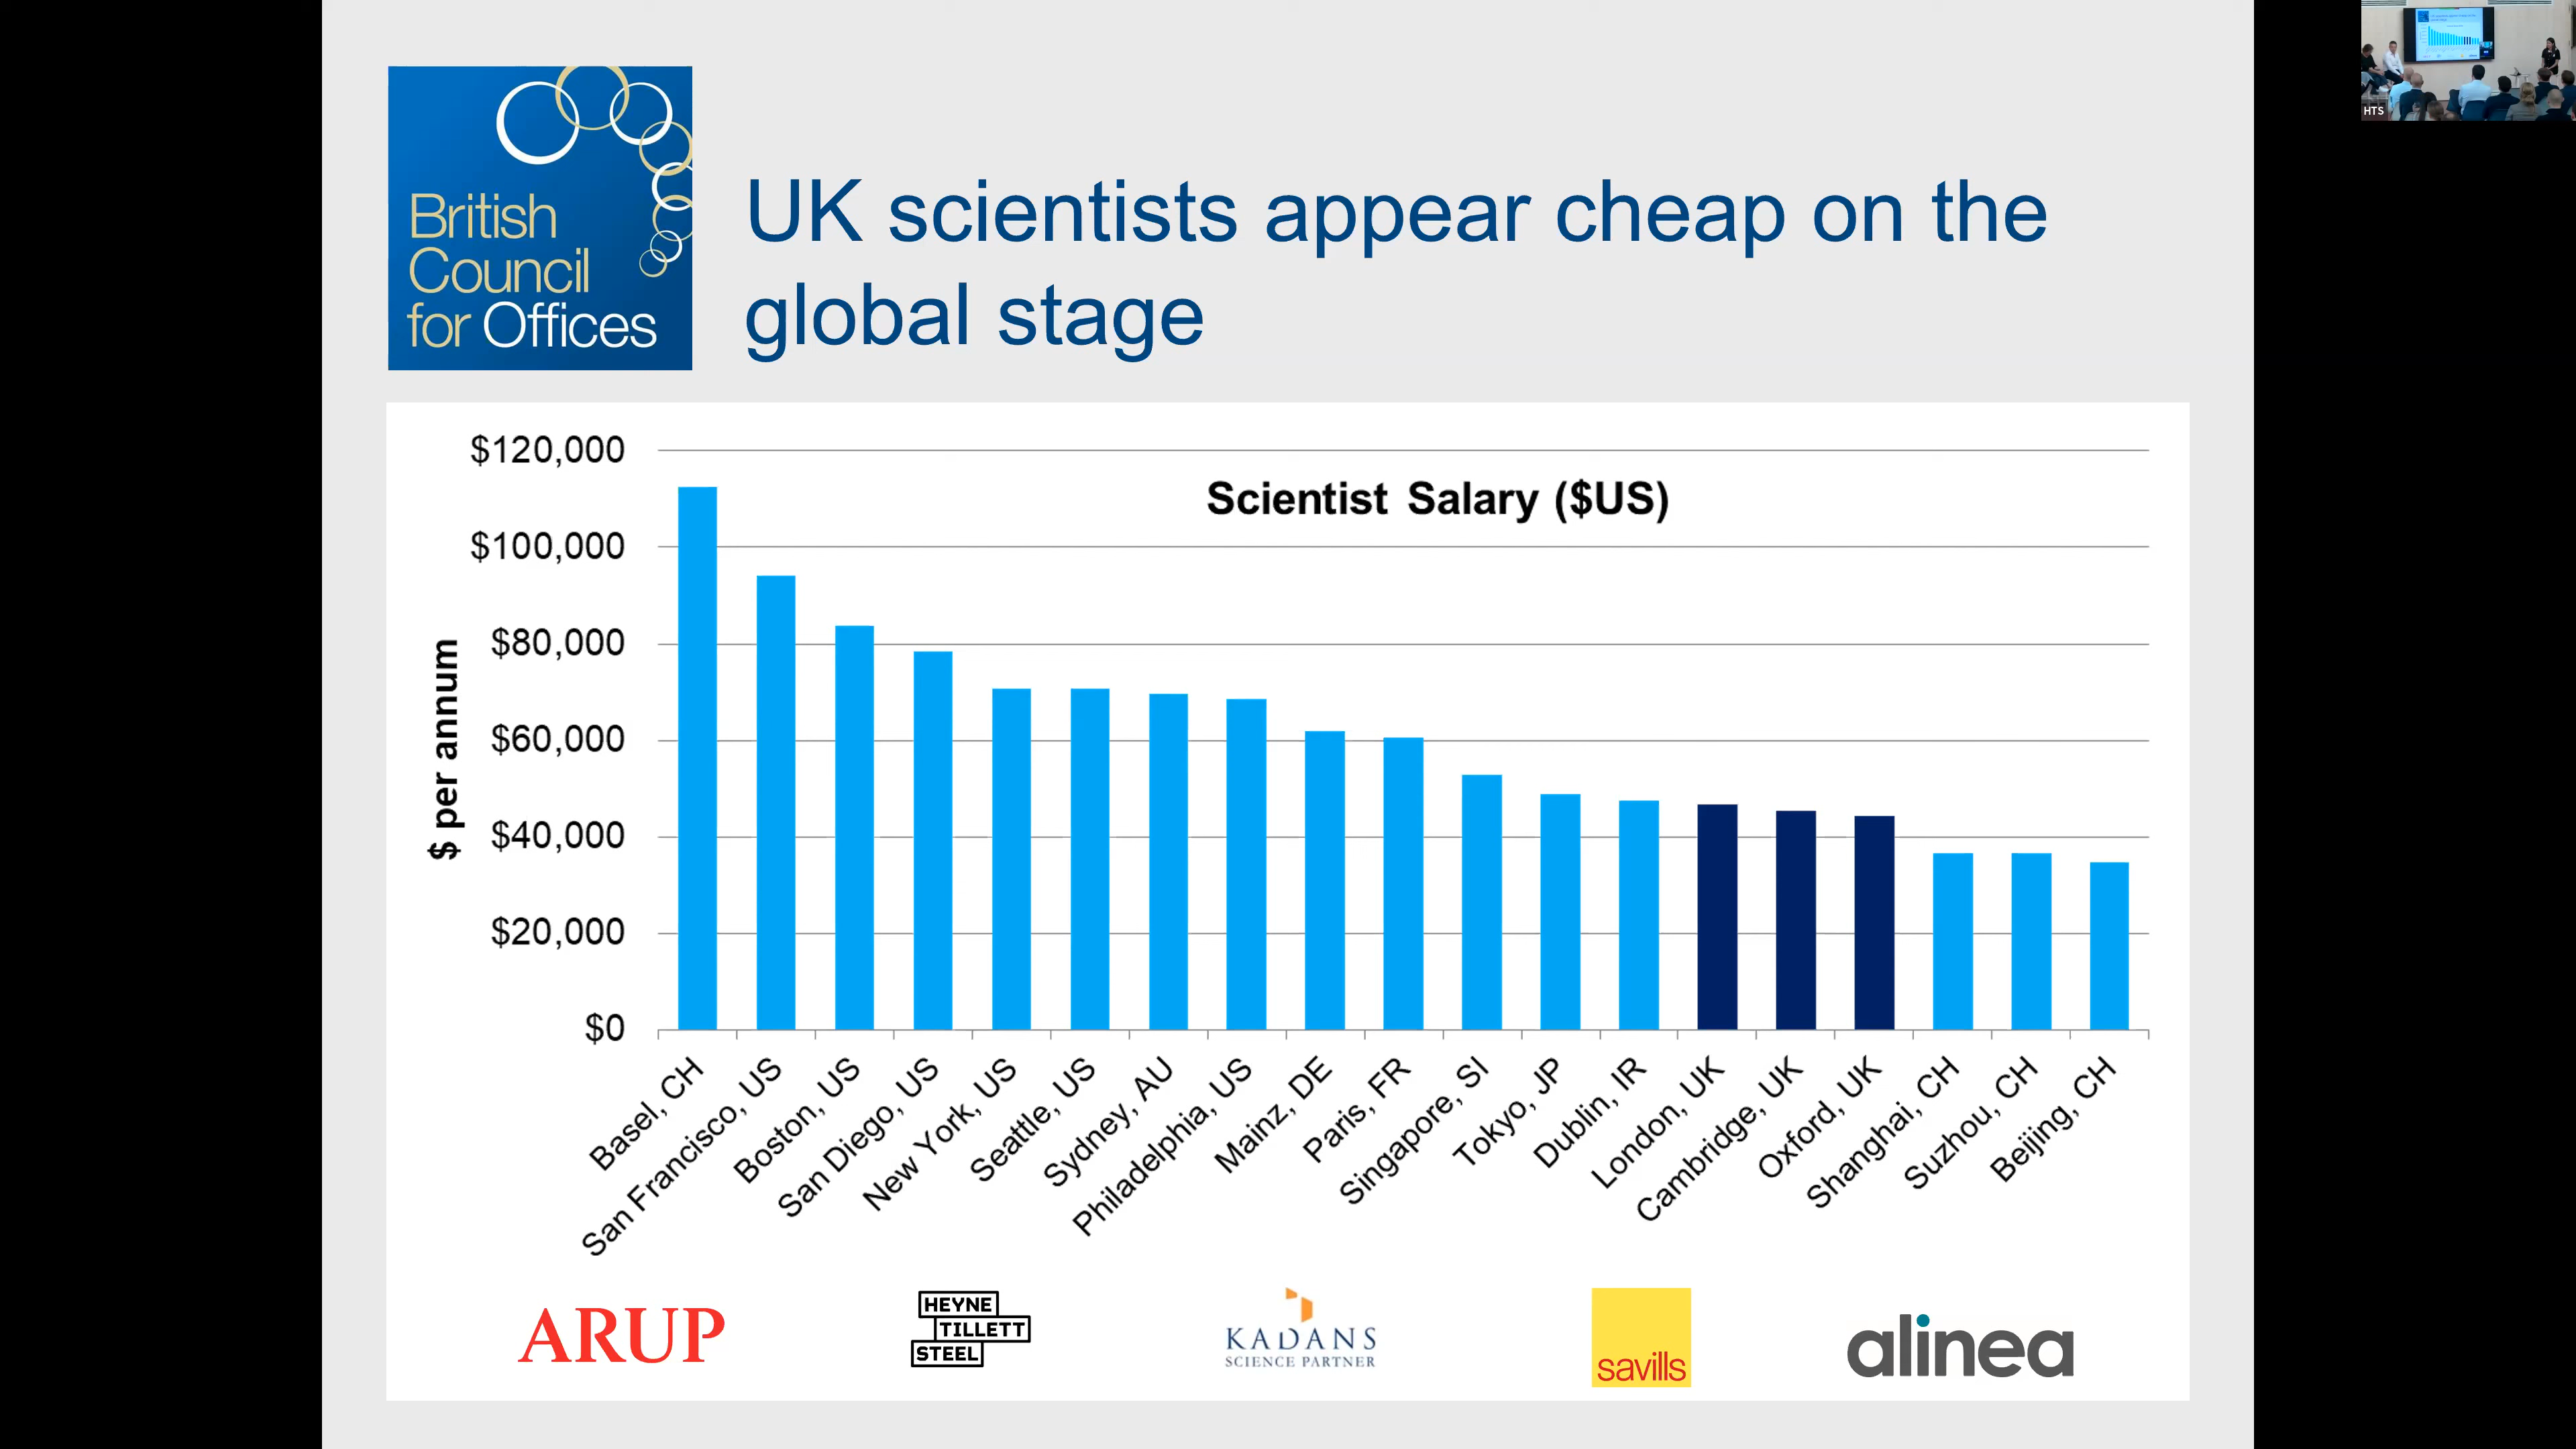 British
Council
for Offices
UK scientists appear cheap on the
global stage
HTS
Scientist Salary ($US)
$ per annum
$120,000
$100,000
$80,000
$60,000
$40,000
$20,000
$0
Basel, CH
San Francisco, US
Boston, US
San Diego, US
New York, US
Seattle, US
Sydney, AU
Philadelphia, US
Mainz, DE
Paris, FR
Singapore, SI
Tokyo, JP
Dublin, IR
London, UK
Cambridge, UK
Oxford, UK
Shanghai, CH
Suzhou, CH
Beijing, CH
ARUP
HEYNE
TILLETT
STEEL
KADANS
SCIENCE PARTNER
savills
alinea